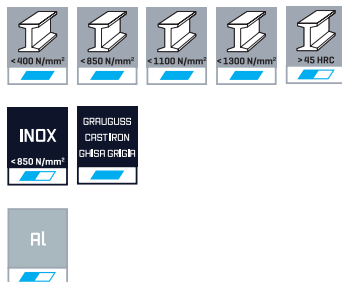 <400 N/mm² <850 N/mm² <1100 N/mm² <1300 N/mm² >45 HRC
INOX
<850 N/mm²
GRAUGUSS
CAST IRON
GHISA GRIGIA
Al